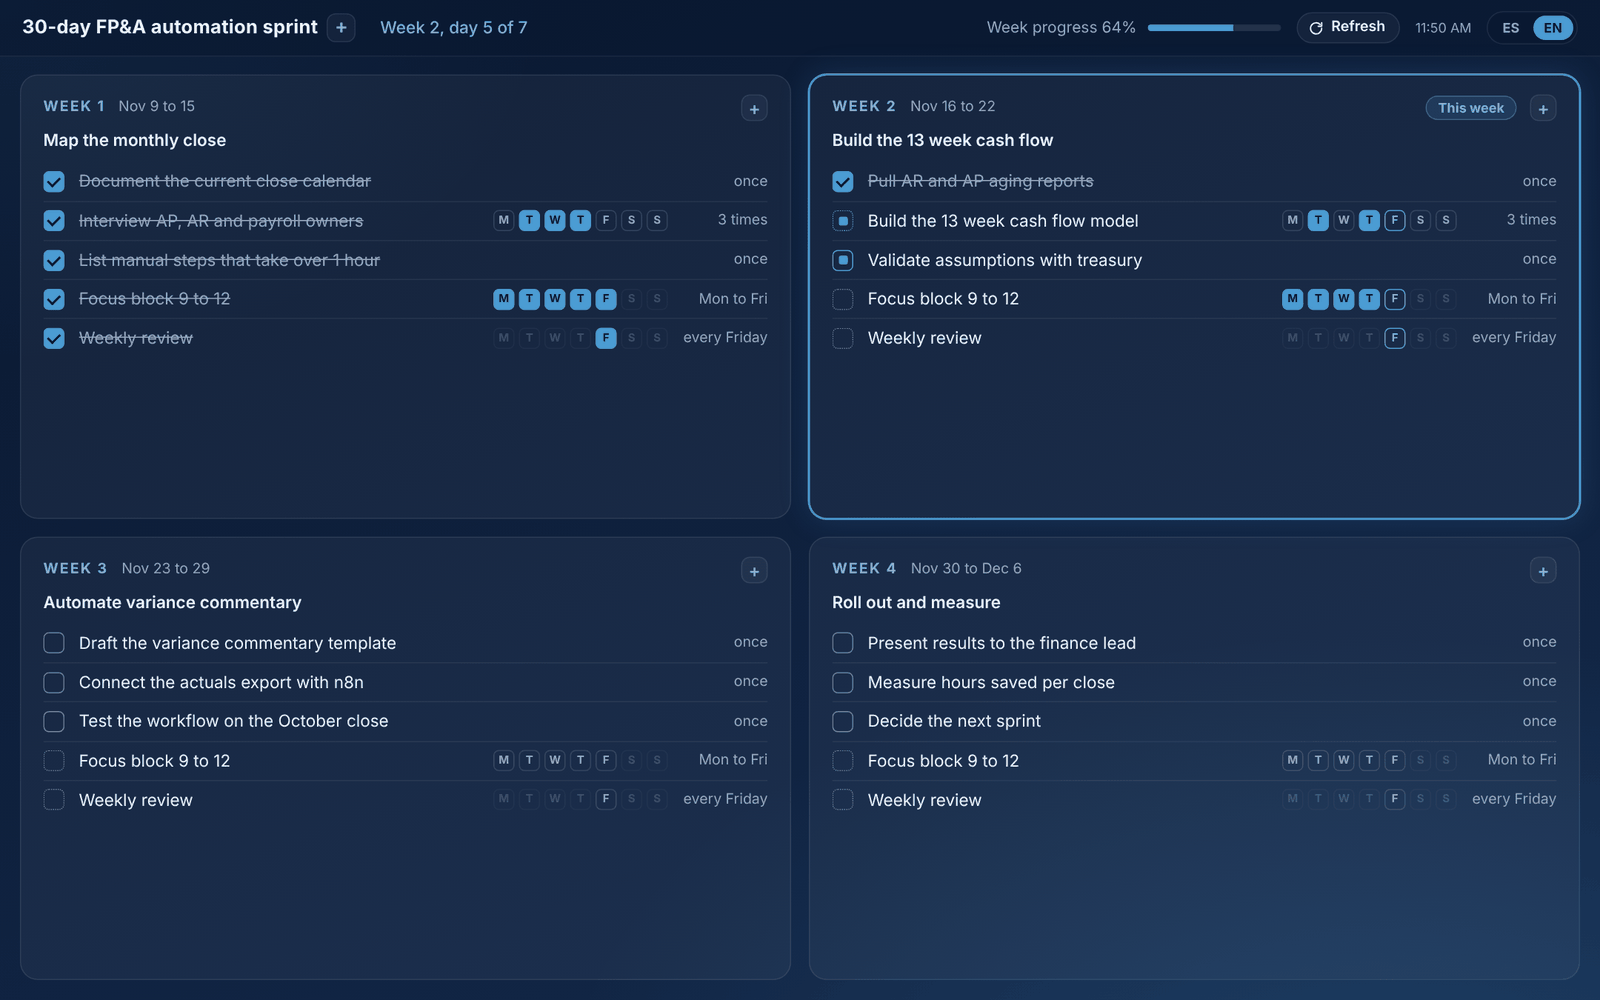 30-day FP&A automation sprint + Week 2, day 5 of 7 Week progress 64% Refresh 11:50 AM ES EN
WEEK 1 Nov 9 to 15 +
Map the monthly close
Document the current close calendar once
Interview AP, AR and payroll owners M T W T F S S 3 times
List manual steps that take over 1 hour once
Focus block 9 to 12 M T W T F S S Mon to Fri
Weekly review M T W T F S S every Friday
WEEK 2 Nov 16 to 22 This week +
Build the 13 week cash flow
Pull AR and AP aging reports once
Build the 13 week cash flow model M T W T F S S 3 times
Validate assumptions with treasury once
Focus block 9 to 12 M T W T F S S Mon to Fri
Weekly review M T W T F S S every Friday
WEEK 3 Nov 23 to 29 +
Automate variance commentary
Draft the variance commentary template once
Connect the actuals export with n8n once
Test the workflow on the October close once
Focus block 9 to 12 M T W T F S S Mon to Fri
Weekly review M T W T F S S every Friday
WEEK 4 Nov 30 to Dec 6 +
Roll out and measure
Present results to the finance lead once
Measure hours saved per close once
Decide the next sprint once
Focus block 9 to 12 M T W T F S S Mon to Fri
Weekly review M T W T F S S every Friday